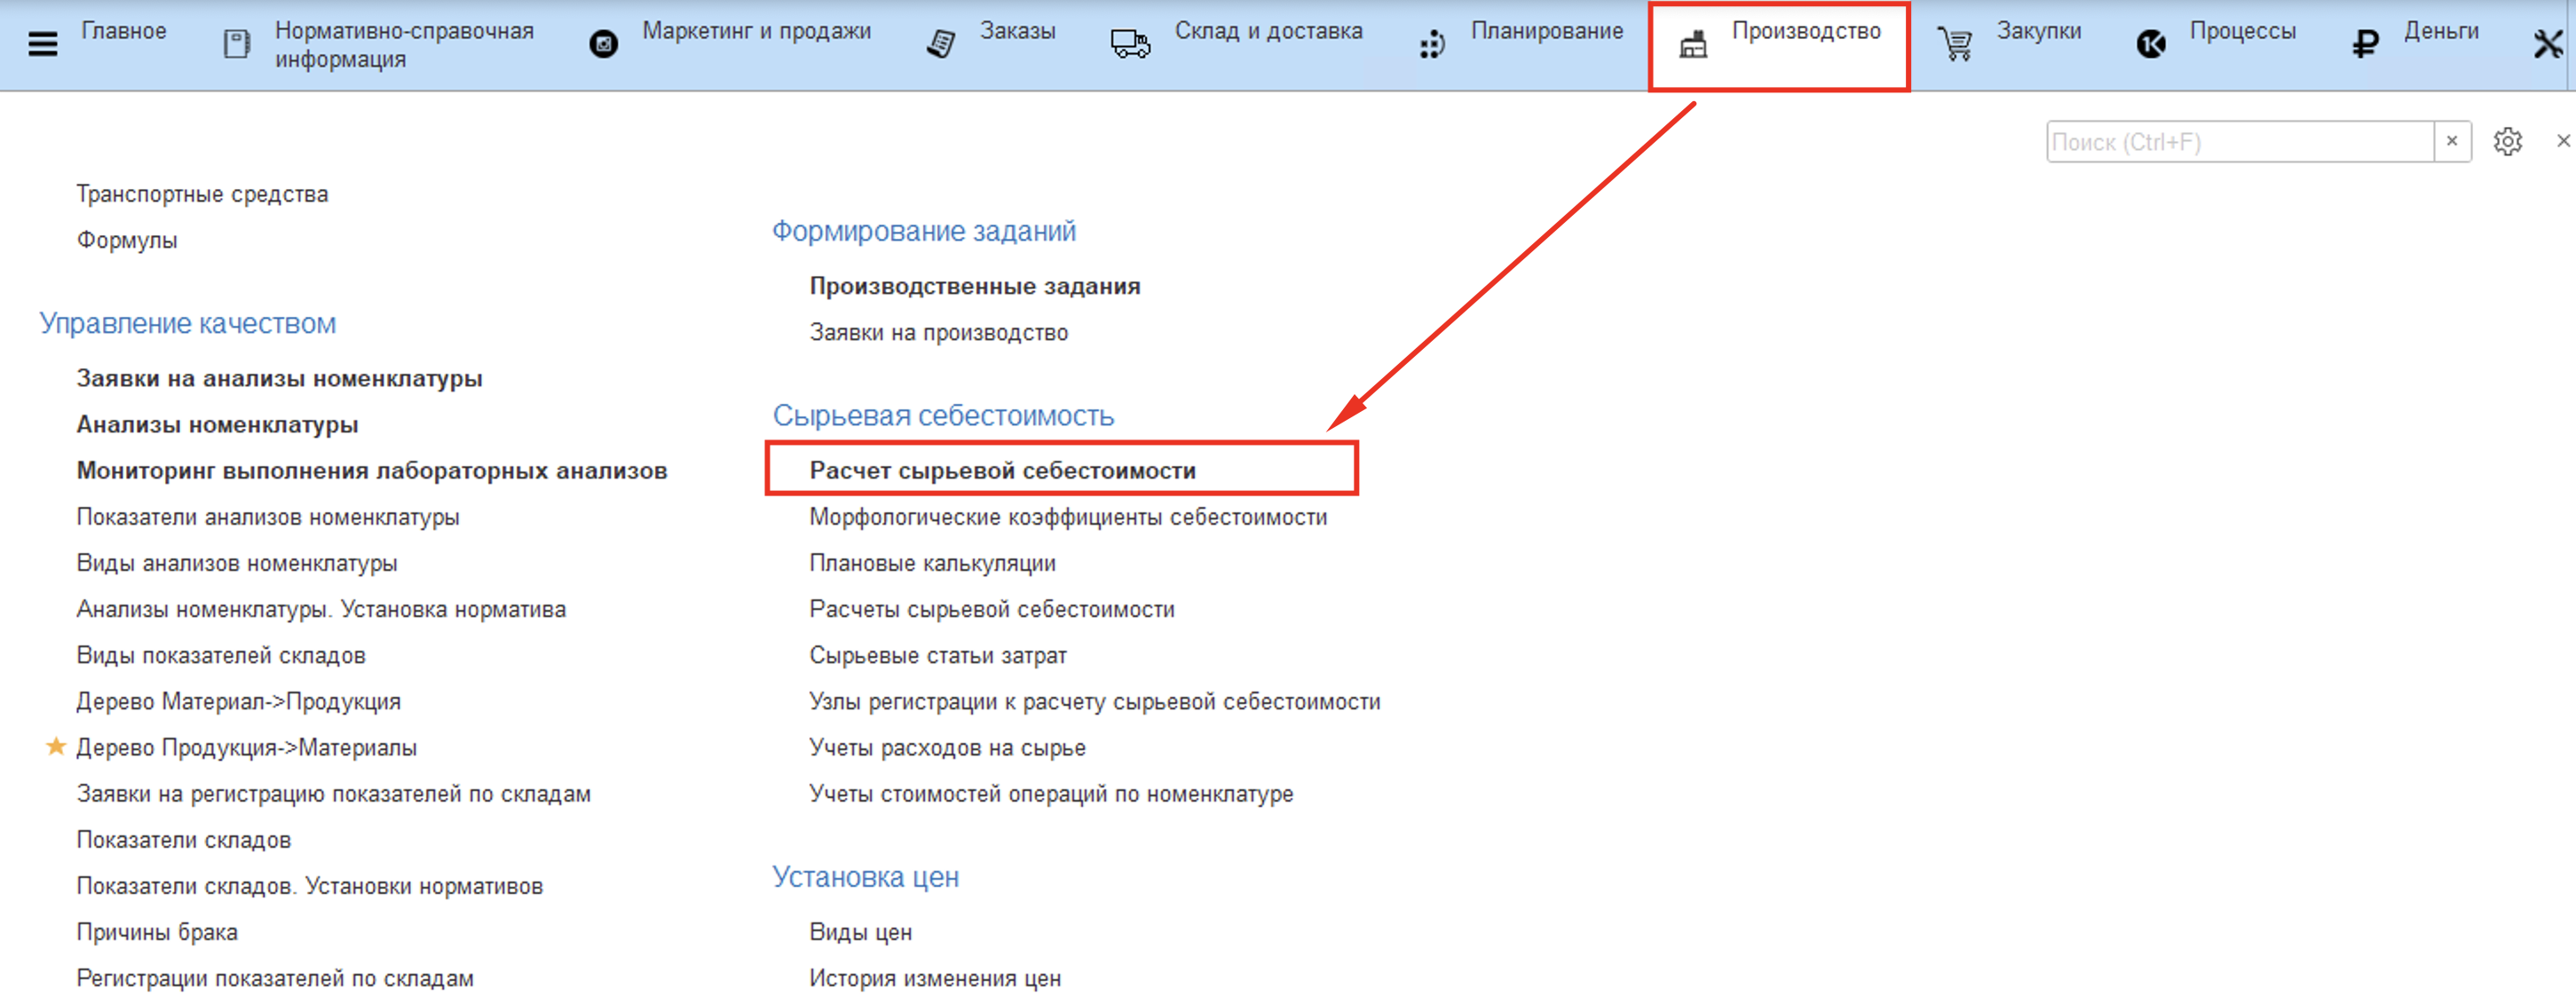 Главное
Нормативно-справочная
информация
Маркетинг и продажи
Заказы
Склад и доставка
Планирование
Производство
Закупки
Процессы
Деньги
Поиск (Ctrl+F)
Транспортные средства
Формулы
Управление качеством
Заявки на анализы номенклатуры
Анализы номенклатуры
Мониторинг выполнения лабораторных анализов
Показатели анализов номенклатуры
Виды анализов номенклатуры
Анализы номенклатуры. Установка норматива
Виды показателей складов
Дерево Материал->Продукция
Дерево Продукция->Материалы
Заявки на регистрацию показателей по складам
Показатели складов
Показатели складов. Установки нормативов
Причины брака
Регистрации показателей по складам
Формирование заданий
Производственные задания
Заявки на производство
Сырьевая себестоимость
Расчет сырьевой себестоимости
Морфологические коэффициенты себестоимости
Плановые калькуляции
Расчеты сырьевой себестоимости
Сырьевые статьи затрат
Узлы регистрации к расчету сырьевой себестоимости
Учеты расходов на сырье
Учеты стоимостей операций по номенклатуре
Установка цен
Виды цен
История изменения цен